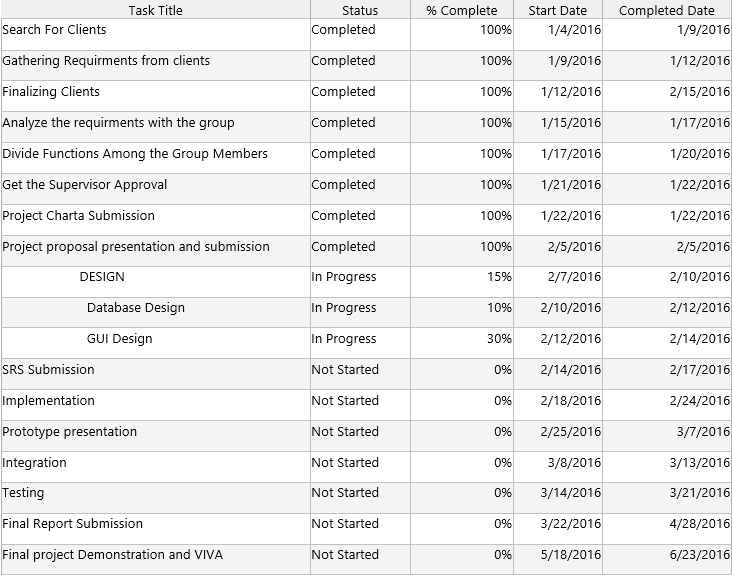 Task Title Status % Complete Start Date Completed Date
Search For Clients Completed 100% 1/4/2016 1/9/2016
Gathering Requirments from clients Completed 100% 1/9/2016 1/12/2016
Finalizing Clients Completed 100% 1/12/2016 2/15/2016
Analyze the requirments with the group Completed 100% 1/15/2016 1/17/2016
Divide Functions Among the Group Members Completed 100% 1/17/2016 1/20/2016
Get the Supervisor Approval Completed 100% 1/21/2016 1/22/2016
Project Charta Submission Completed 100% 1/22/2016 1/22/2016
Project proposal presentation and submission Completed 100% 2/5/2016 2/5/2016
DESIGN In Progress 15% 2/7/2016 2/10/2016
Database Design In Progress 10% 2/10/2016 2/12/2016
GUI Design In Progress 30% 2/12/2016 2/14/2016
SRS Submission Not Started 0% 2/14/2016 2/17/2016
Implementation Not Started 0% 2/18/2016 2/24/2016
Prototype presentation Not Started 0% 2/25/2016 3/7/2016
Integration Not Started 0% 3/8/2016 3/13/2016
Testing Not Started 0% 3/14/2016 3/21/2016
Final Report Submission Not Started 0% 3/22/2016 4/28/2016
Final project Demonstration and VIVA Not Started 0% 5/18/2016 6/23/2016